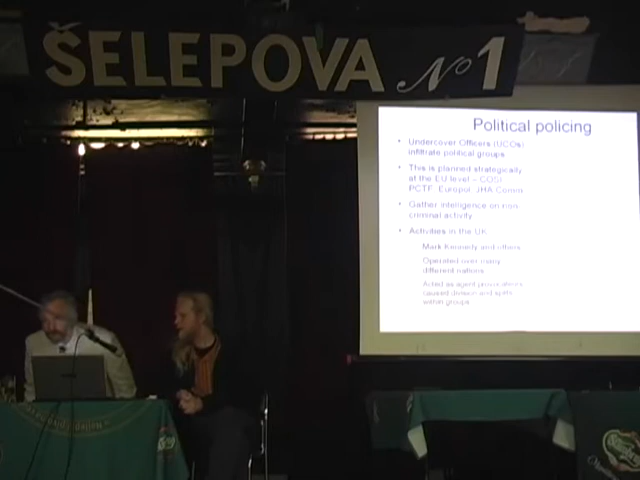 ŠELEPOVA No 1
Political policing
• Undercover Officers (UCOs)
infiltrate political groups
• This is planned strategically
at the EU level – COSI
PCTF Europol JHA Comm
• Gather intelligence on non
criminal activity
• Activities in the UK
Mark Kennedy and others
Operated over many
different nations
Acted as agent provocateurs
caused division and splits
within groups